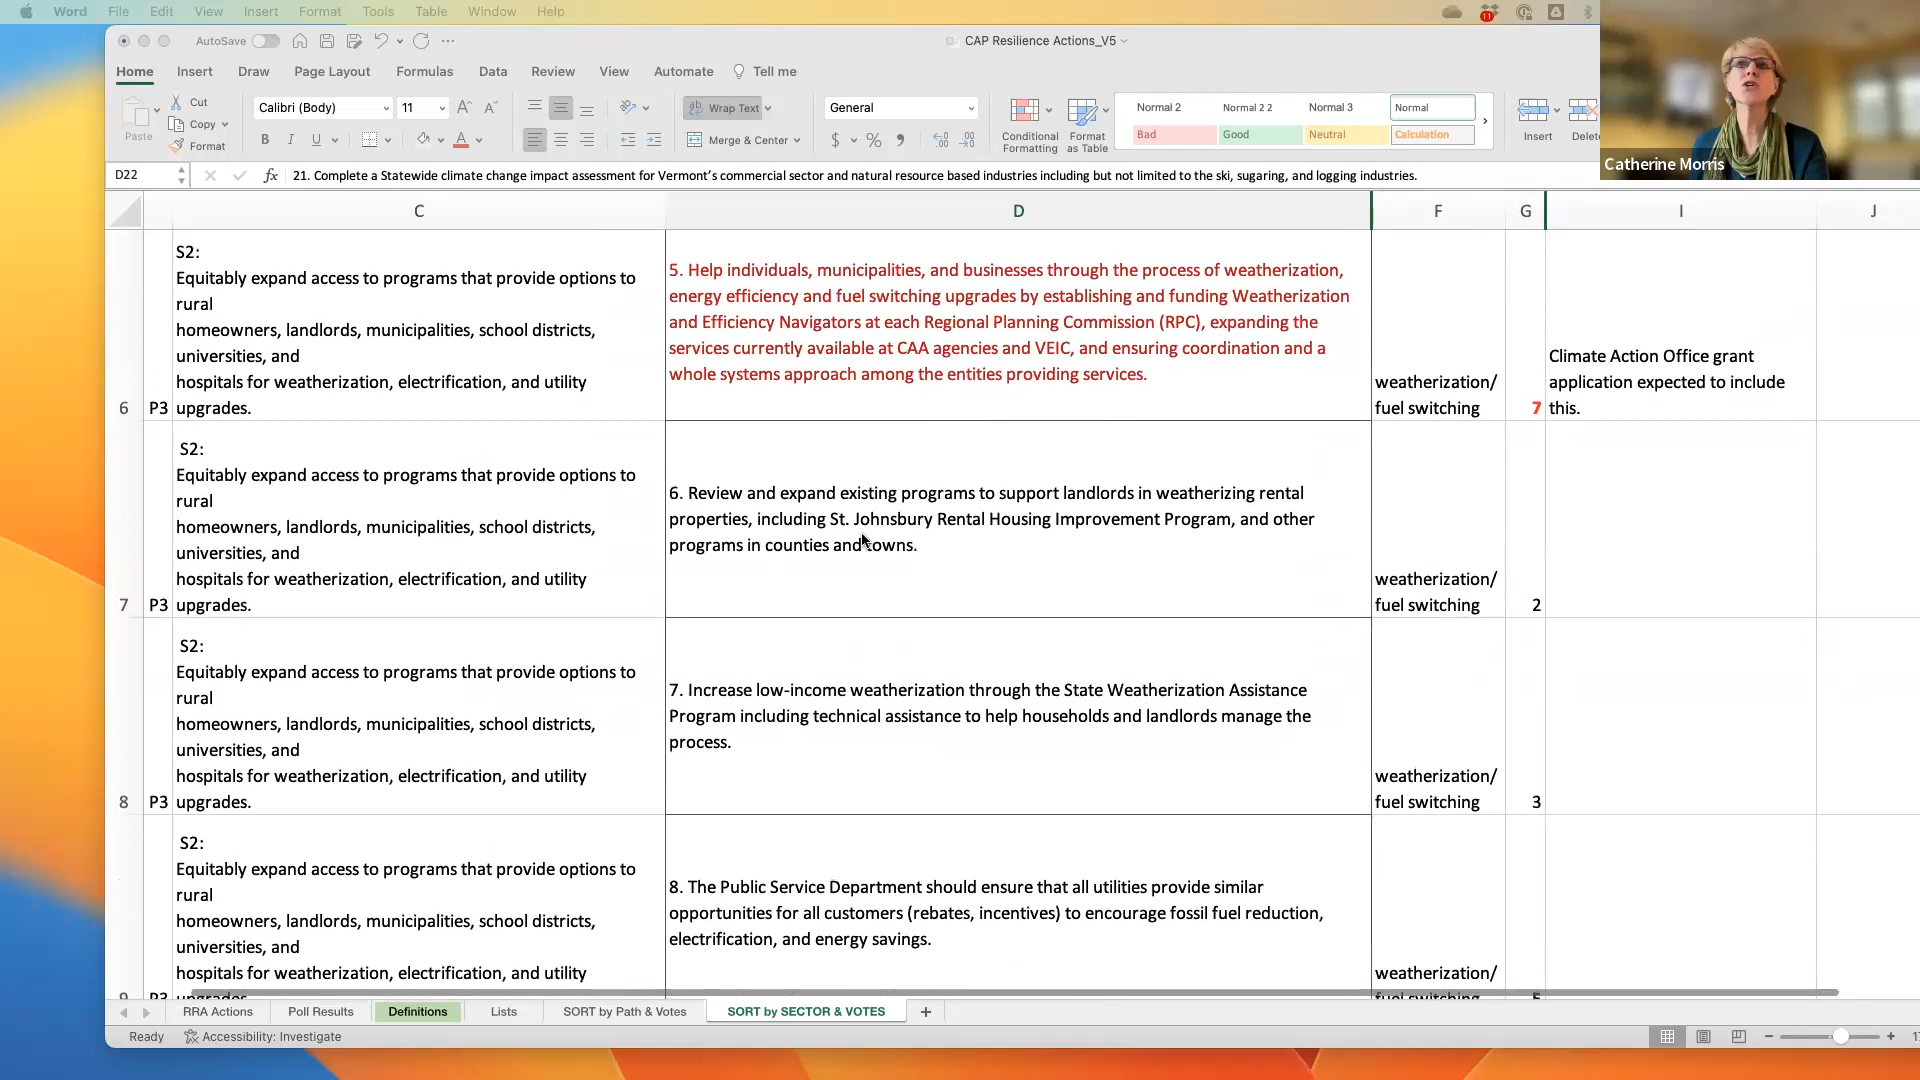 Word File Edit View Insert Format Tools Table Window Help
11
AutoSave
CAP Resilience Actions_V5
Home Insert Draw Page Layout Formulas Data Review View Automate Tell me
Paste
Cut
Copy
Format
Calibri (Body) 11
B I U
Wrap Text
Merge & Center
General
$ % 9
Conditional
Formatting
Format
as Table
Normal 2 Normal 2 2 Normal 3 Normal
Bad Good Neutral Calculation
Insert Delete
Catherine Morris
D22 fx 21. Complete a Statewide climate change impact assessment for Vermont's commercial sector and natural resource based industries including but not limited to the ski, sugaring, and logging industries.
C D F G I J
6 P3
S2:
Equitably expand access to programs that provide options to
rural
homeowners, landlords, municipalities, school districts,
universities, and
hospitals for weatherization, electrification, and utility
upgrades.
5. Help individuals, municipalities, and businesses through the process of weatherization,
energy efficiency and fuel switching upgrades by establishing and funding Weatherization
and Efficiency Navigators at each Regional Planning Commission (RPC), expanding the
services currently available at CAA agencies and VEIC, and ensuring coordination and a
whole systems approach among the entities providing services.
weatherization/
fuel switching
7
Climate Action Office grant
application expected to include
this.
7 P3
S2:
Equitably expand access to programs that provide options to
rural
homeowners, landlords, municipalities, school districts,
universities, and
hospitals for weatherization, electrification, and utility
upgrades.
6. Review and expand existing programs to support landlords in weatherizing rental
properties, including St. Johnsbury Rental Housing Improvement Program, and other
programs in counties and towns.
weatherization/
fuel switching
2
8 P3
S2:
Equitably expand access to programs that provide options to
rural
homeowners, landlords, municipalities, school districts,
universities, and
hospitals for weatherization, electrification, and utility
upgrades.
7. Increase low-income weatherization through the State Weatherization Assistance
Program including technical assistance to help households and landlords manage the
process.
weatherization/
fuel switching
3
9 P3
S2:
Equitably expand access to programs that provide options to
rural
homeowners, landlords, municipalities, school districts,
universities, and
hospitals for weatherization, electrification, and utility
upgrades.
8. The Public Service Department should ensure that all utilities provide similar
opportunities for all customers (rebates, incentives) to encourage fossil fuel reduction,
electrification, and energy savings.
weatherization/
fuel switching
5
RRA Actions Poll Results Definitions Lists SORT by Path & Votes SORT by SECTOR & VOTES
Ready Accessibility: Investigate